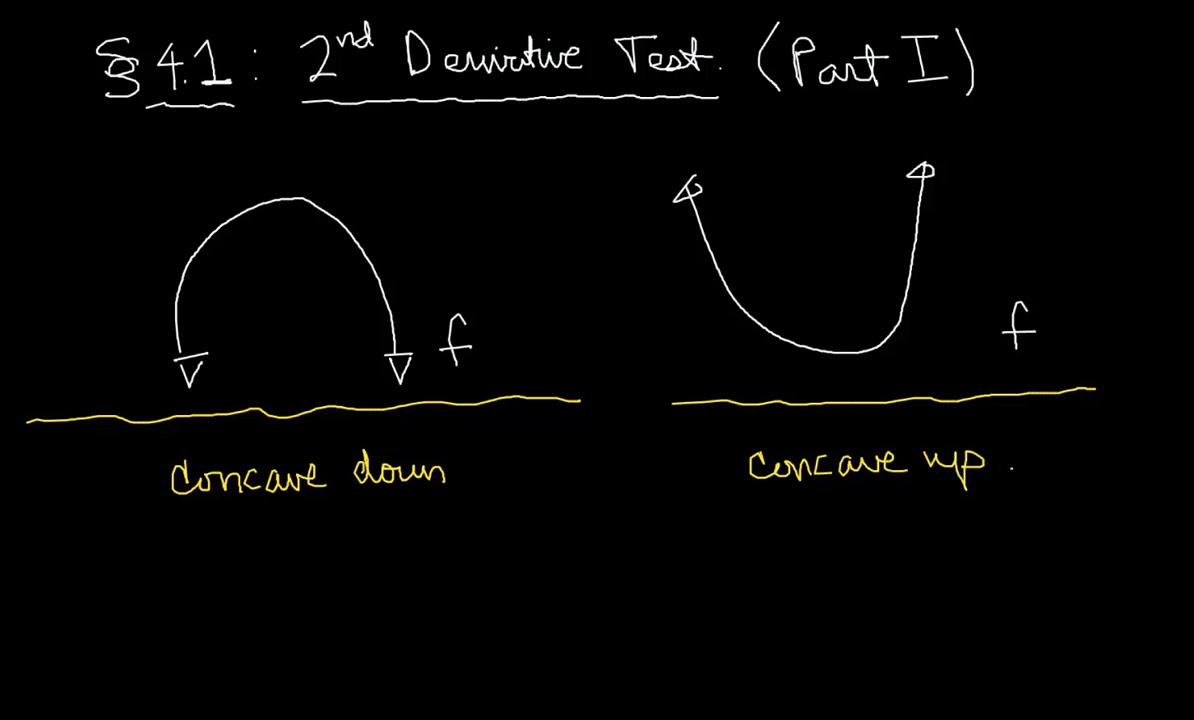 § 4.1 : 2nd Derivative Test. (Part I)
f
f
concave down
concave up.